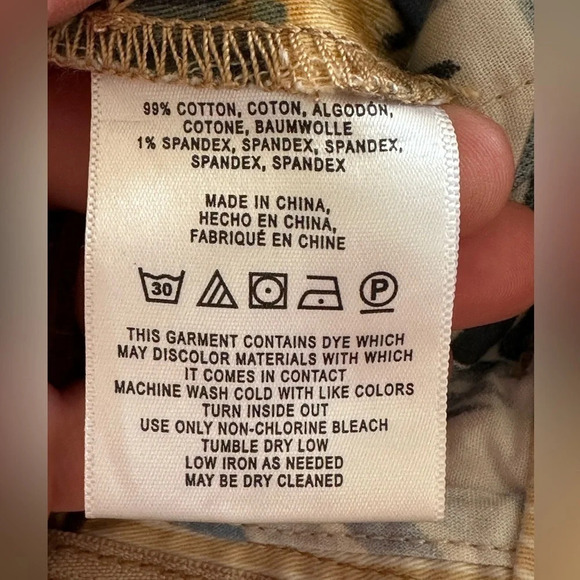 99% COTTON, COTON, ALGODÓN,
COTONE, BAUMWOLLE
1% SPANDEX, SPANDEX, SPANDEX,
SPANDEX, SPANDEX
MADE IN CHINA,
HECHO EN CHINA,
FABRIQUÉ EN CHINE
30 P
THIS GARMENT CONTAINS DYE WHICH
MAY DISCOLOR MATERIALS WITH WHICH
IT COMES IN CONTACT
MACHINE WASH COLD WITH LIKE COLORS
TURN INSIDE OUT
USE ONLY NON-CHLORINE BLEACH
TUMBLE DRY LOW
LOW IRON AS NEEDED
MAY BE DRY CLEANED